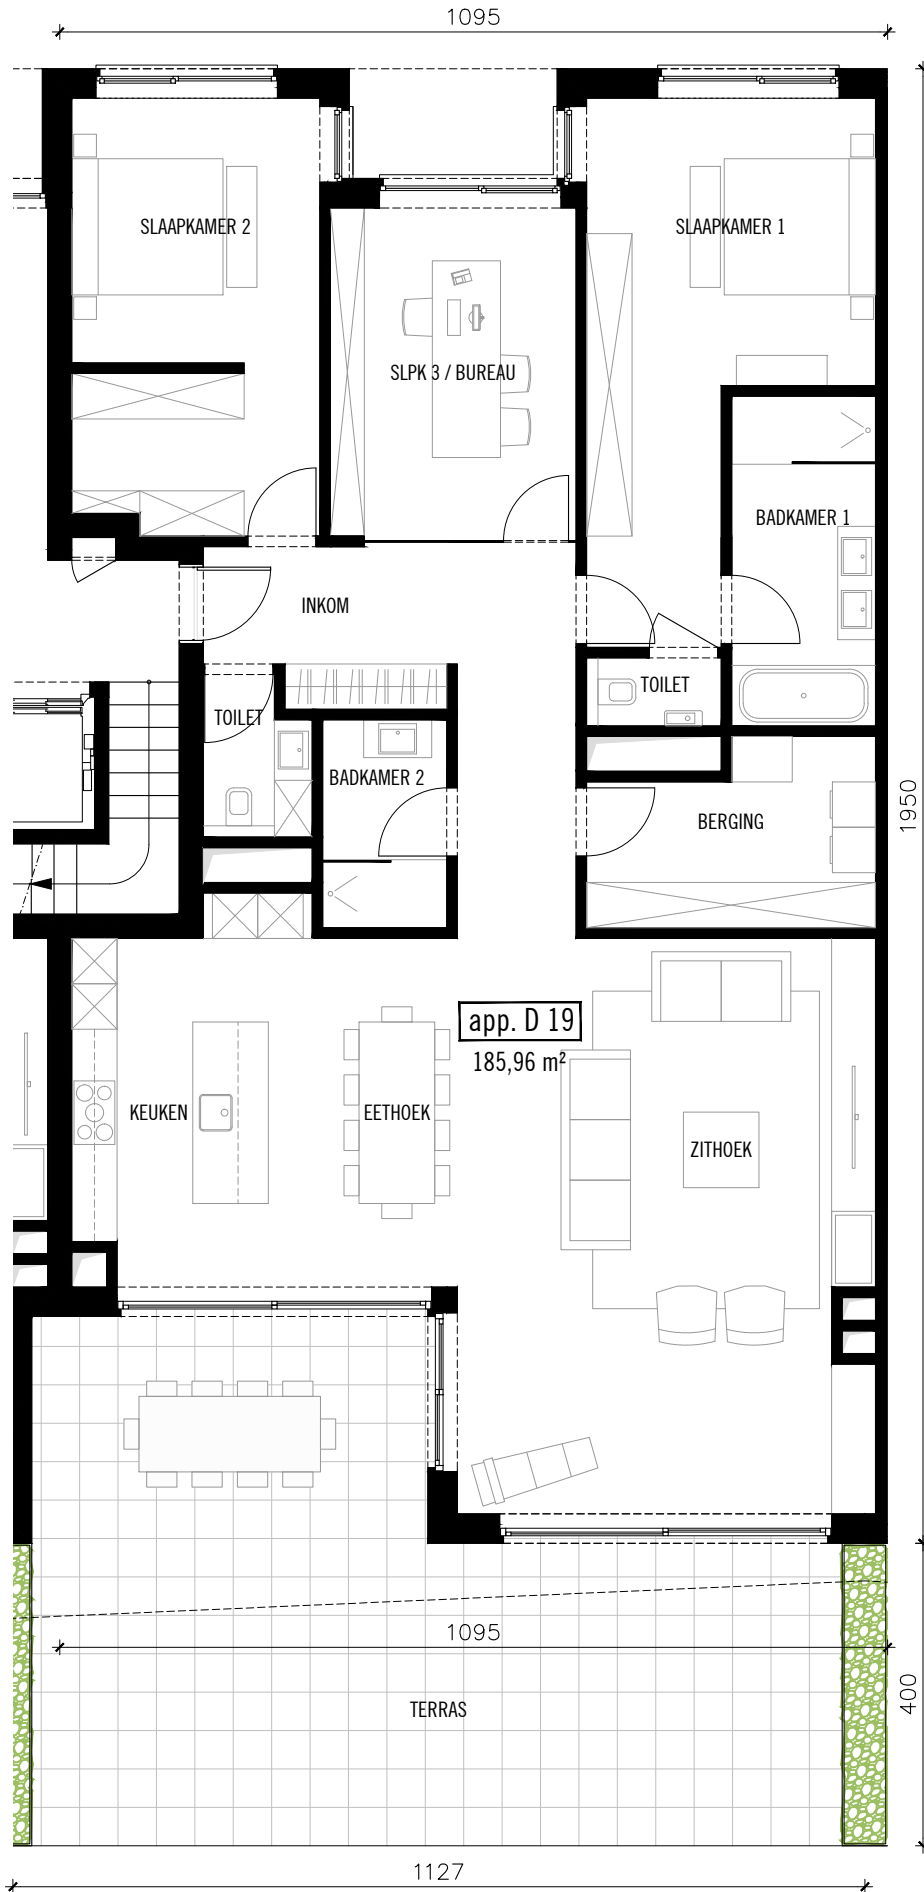 1095
SLAAPKAMER 2
SLAAPKAMER 1
SLPK 3 / BUREAU
BADKAMER 1
INKOM
TOILET
TOILET
BADKAMER 2
BERGING
1950
app. D 19
185,96 m²
KEUKEN
EETHOEK
ZITHOEK
1095
TERRAS
400
1127